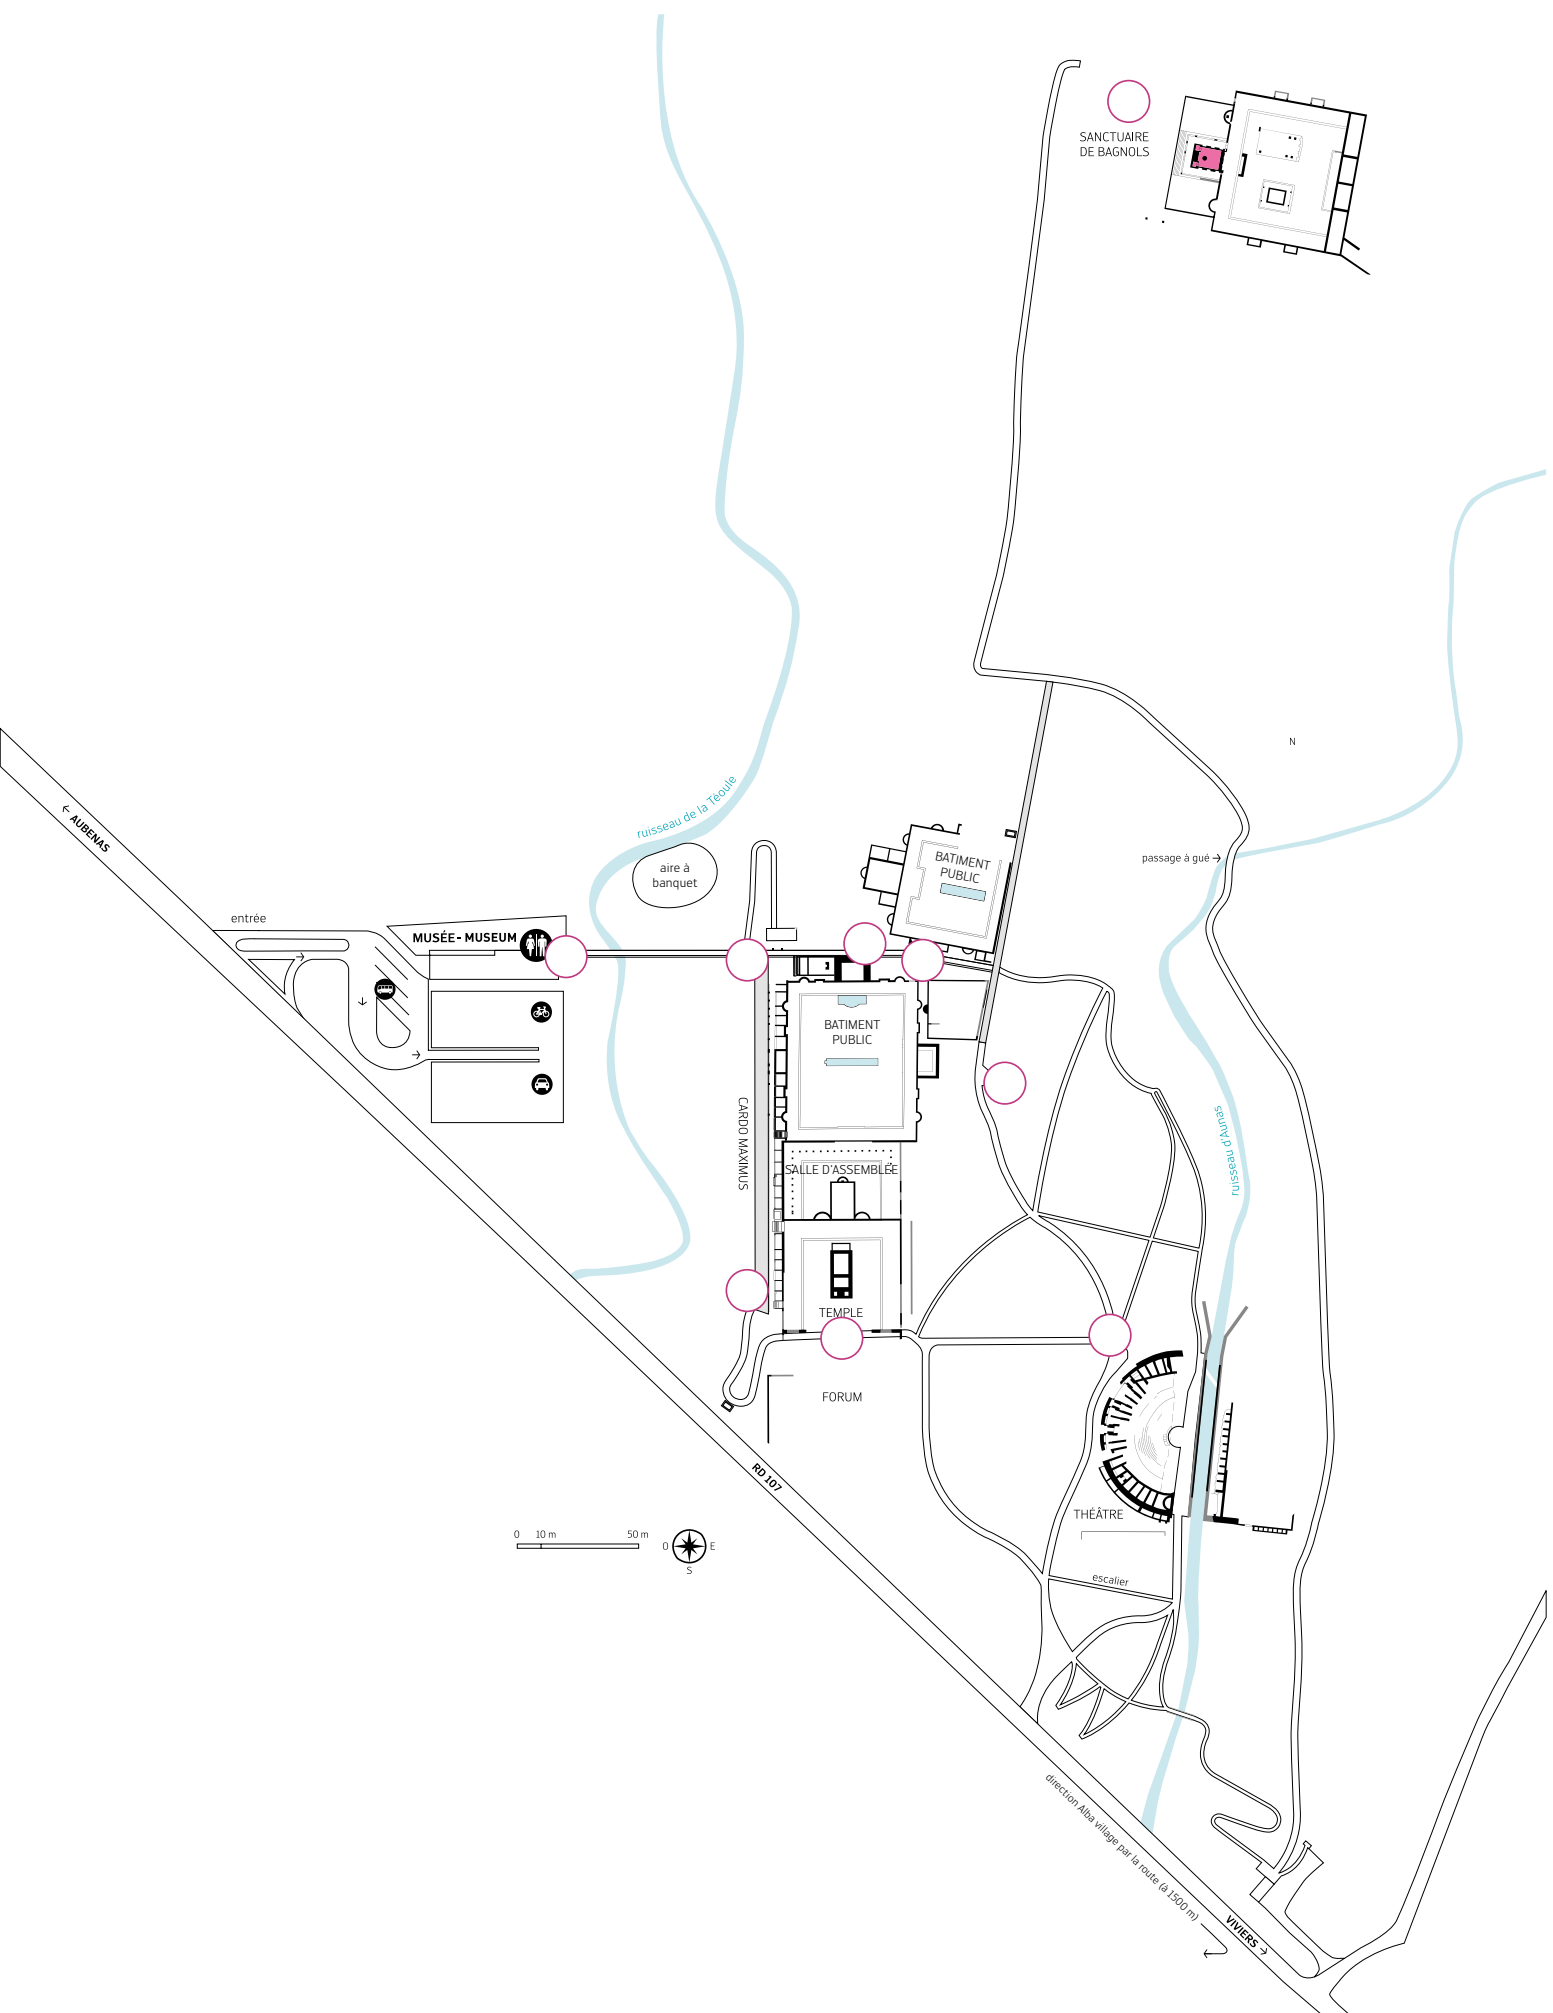 SANCTUAIRE
DE BAGNOLS
N
ruisseau de la Téoule
← AUBENAS
BATIMENT
PUBLIC
passage à gué →
aire à
banquet
entrée
MUSÉE - MUSEUM
BATIMENT
PUBLIC
CARDO MAXIMUS
ruisseau d'Aunas
SALLE D'ASSEMBLÉE
TEMPLE
FORUM
RD 107
THÉÂTRE
0 10 m 50 m
O E
S
escalier
direction Alba village par la route (à 1500 m)
VIVIERS →